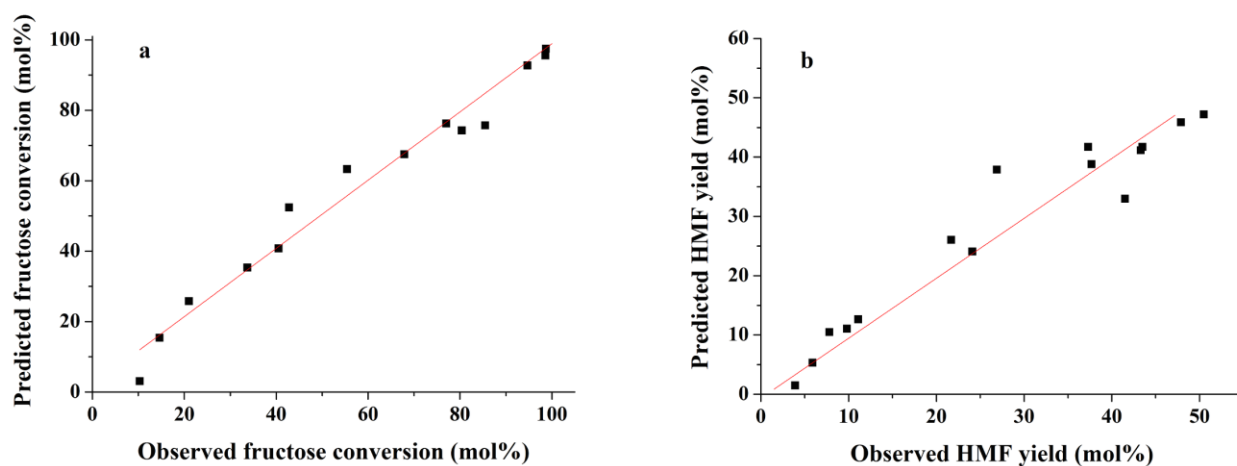 a
Predicted fructose conversion (mol%)
100
80
60
40
20
0
0 20 40 60 80 100
Observed fructose conversion (mol%)
b
Predicted HMF yield (mol%)
60
50
40
30
20
10
0
0 10 20 30 40 50
Observed HMF yield (mol%)